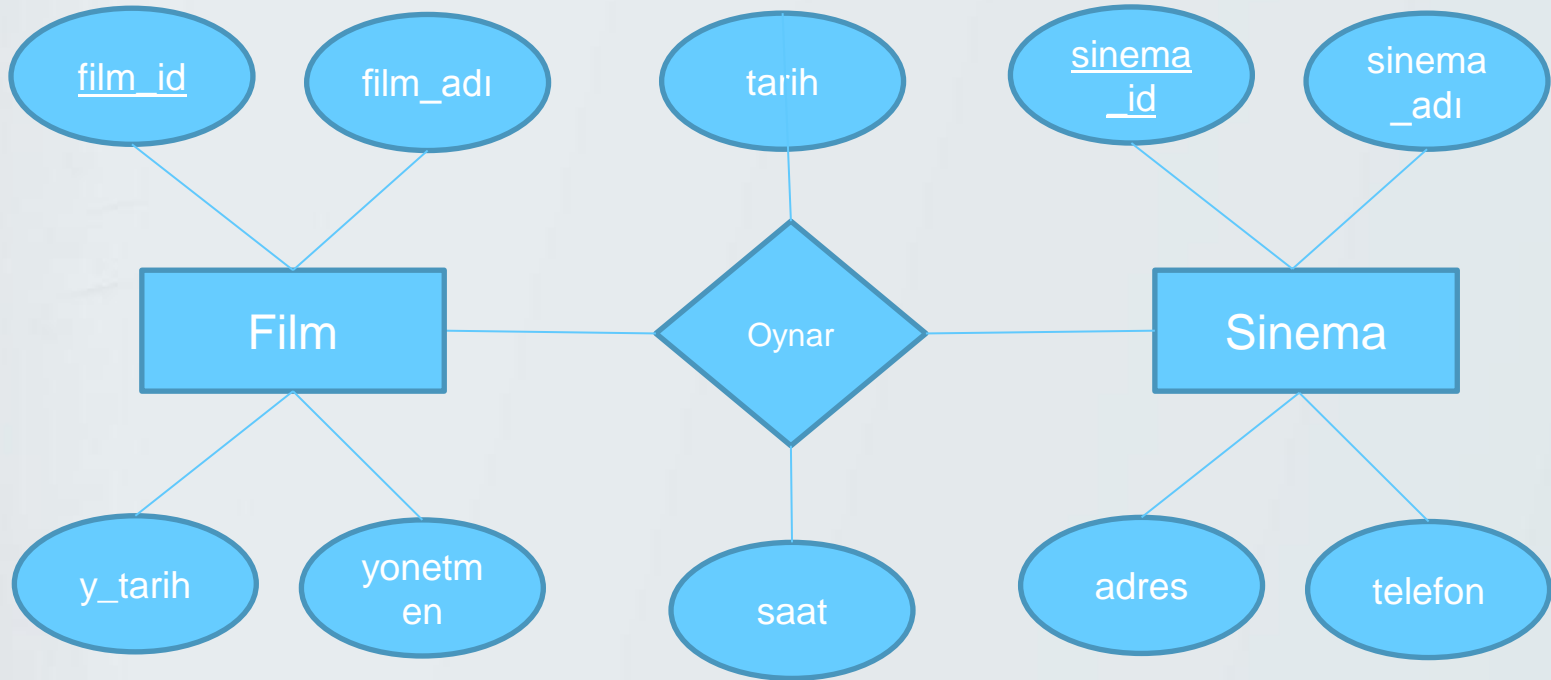 film_id
film_adı
tarih
sinema
_id
sinema
_adı
Film
Oynar
Sinema
y_tarih
yonetm
en
saat
adres
telefon